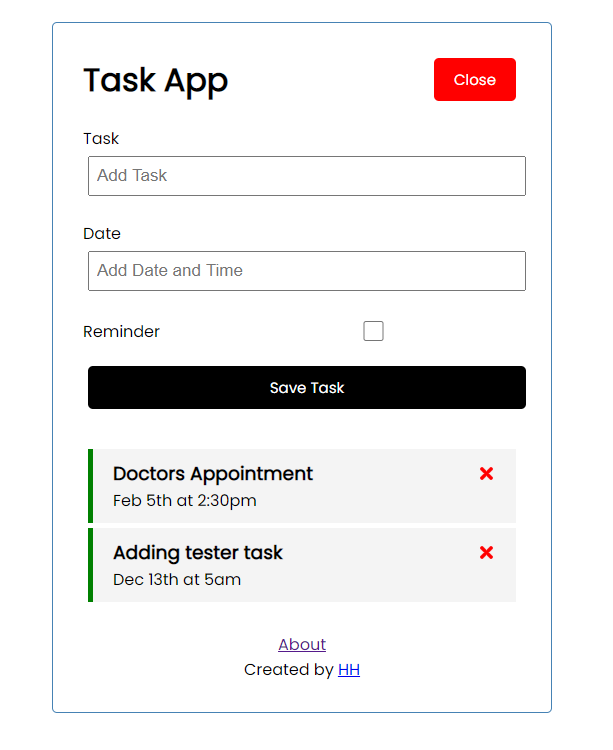 Task App
Close
Task
Add Task
Date
Add Date and Time
Reminder
Save Task
Doctors Appointment
Feb 5th at 2:30pm
Adding tester task
Dec 13th at 5am
About
Created by HH